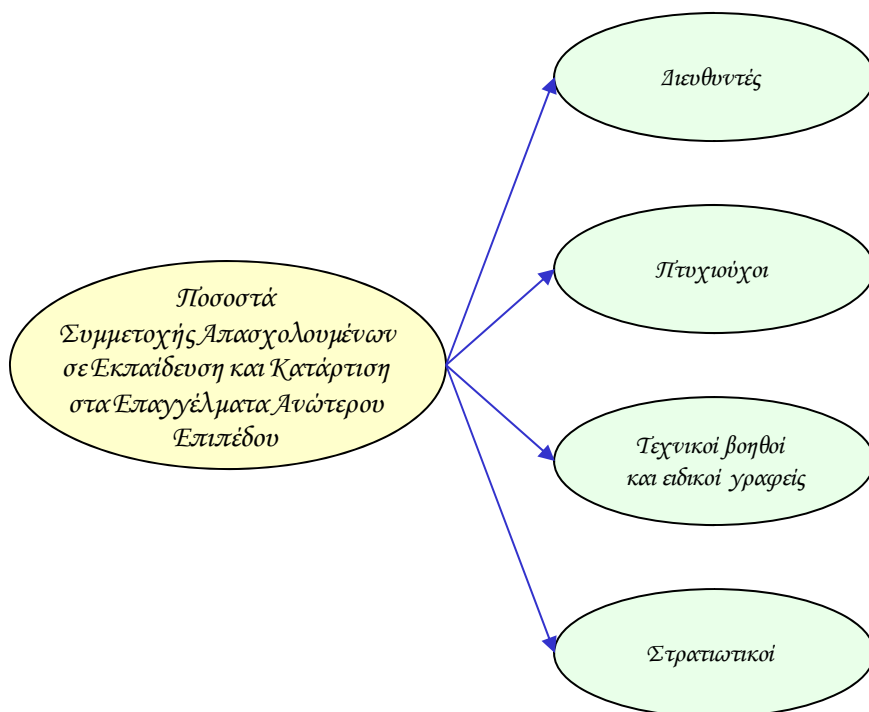 Ποσοστά
Συμμετοχής Απασχολουμένων
σε Εκπαίδευση και Κατάρτιση
στα Επαγγέλματα Ανώτερου
Επιπέδου
Διευθυντές
Πτυχιούχοι
Τεχνικοί βοηθοί
και ειδικοί γραφείς
Στρατιωτικοί